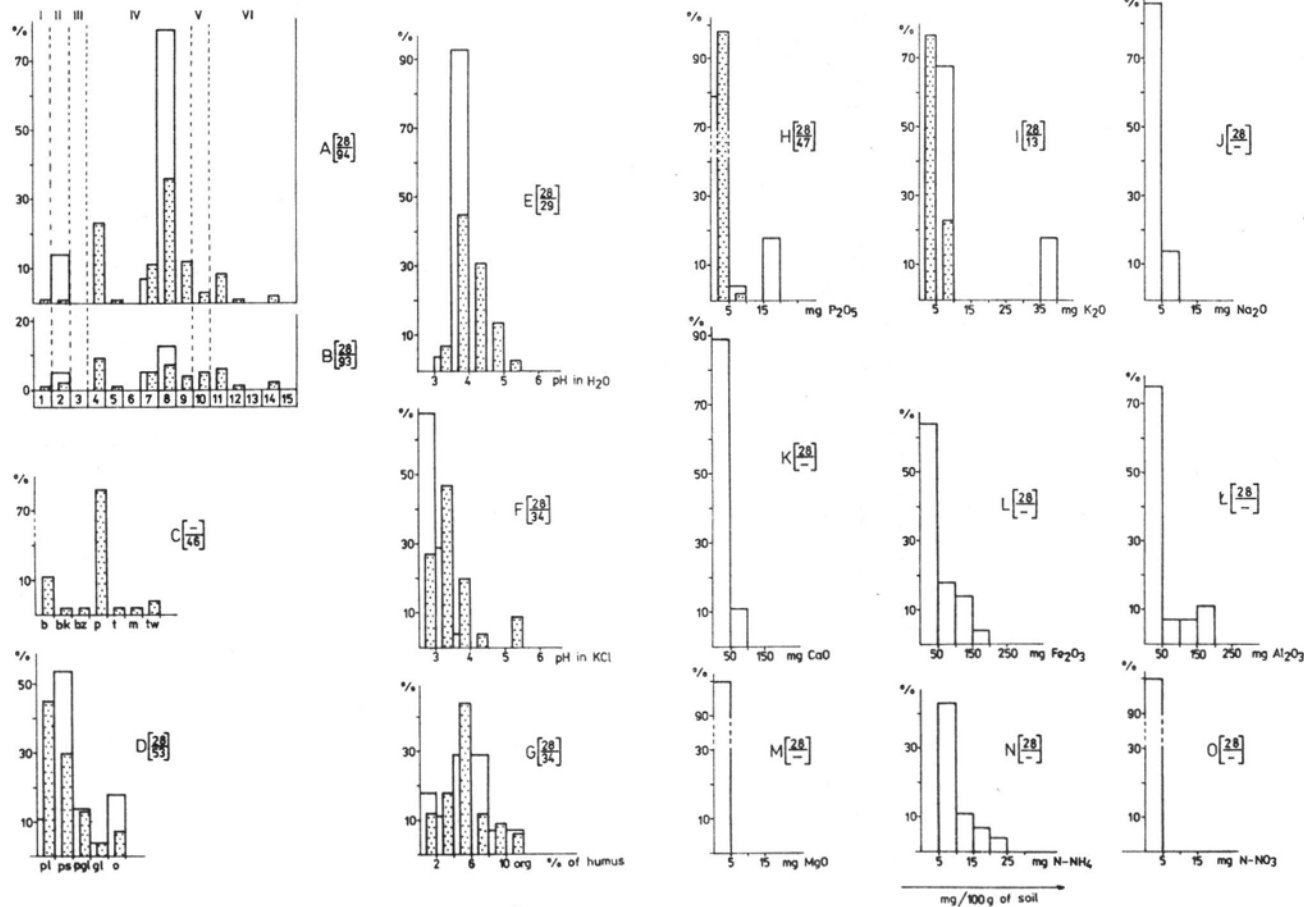 I II III IV V VI
%
70
50
30
10
A[28/94]
20
10
0
B[28/93]
1 2 3 4 5 6 7 8 9 10 11 12 13 14 15
%
70
10
C[-/46]
b bk bz p t m tw
%
50
30
10
D[28/53]
pl ps pgl gl o
%
90
70
50
30
10
E[28/29]
3 4 5 6 pH in H2O
%
50
30
10
F[28/34]
3 4 5 6 pH in KCl
%
30
10
G[28/34]
2 6 10 org % of humus
%
90
70
50
10
H[28/47]
5 15 mg P2O5
%
70
50
30
10
I[28/13]
5 15 25 35 mg K2O
%
70
50
30
10
J[28/-]
5 15 mg Na2O
%
90
70
50
30
10
K[28/-]
50 150 mg CaO
%
50
30
10
L[28/-]
50 150 250 mg Fe2O3
%
70
50
30
10
Ł[28/-]
50 150 250 mg Al2O3
%
90
30
10
M[28/-]
5 15 mg MgO
%
30
10
N[28/-]
5 15 25 mg N-NH4
%
90
30
10
O[28/-]
5 15 mg N-NO3
mg/100g of soil